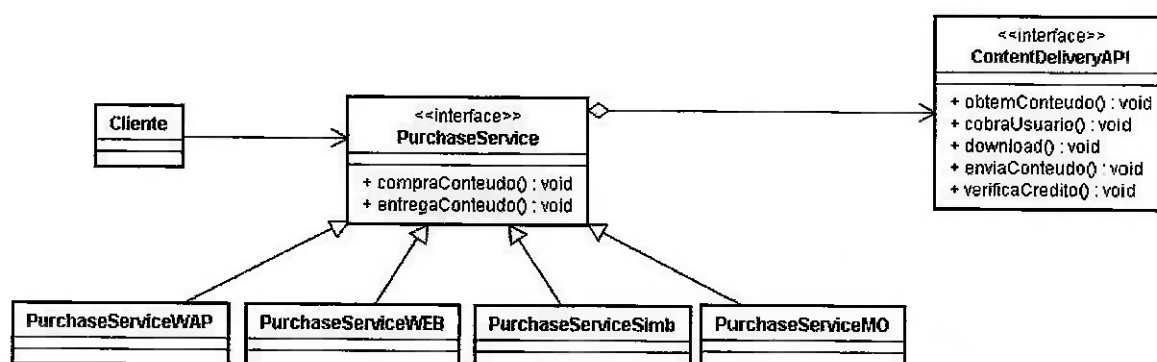 <<interface>>
ContentDeliveryAPI
+ obtemConteudo() : void
+ cobraUsuario() : void
+ download() : void
+ enviaConteudo() : void
+ verificaCredito() : void
Cliente
<<interface>>
PurchaseService
+ compraConteudo() : void
+ entregaConteudo() : void
PurchaseServiceWAP
PurchaseServiceWEB
PurchaseServiceSimb
PurchaseServiceMO